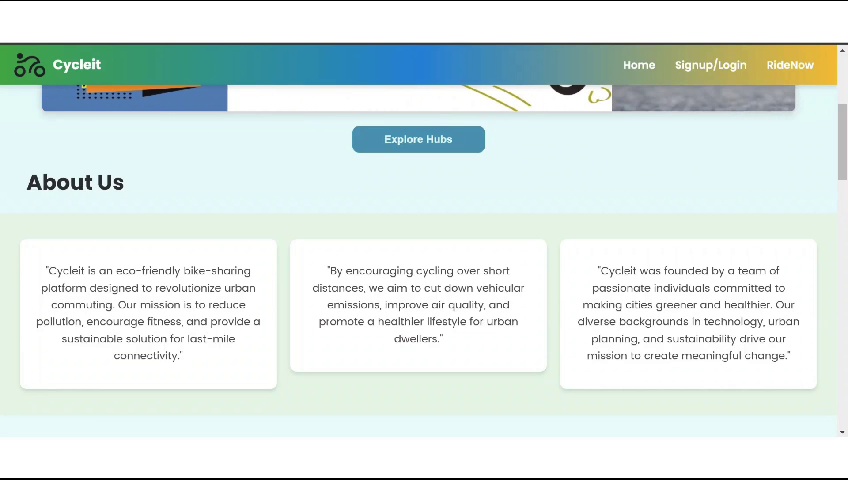 Cycleit
Home
Signup/Login
RideNow
Explore Hubs
About Us
"Cycleit is an eco-friendly bike-sharing
platform designed to revolutionize urban
commuting. Our mission is to reduce
pollution, encourage fitness, and provide a
sustainable solution for last-mile
connectivity."
"By encouraging cycling over short
distances, we aim to cut down vehicular
emissions, improve air quality, and
promote a healthier lifestyle for urban
dwellers."
"Cycleit was founded by a team of
passionate individuals committed to
making cities greener and healthier. Our
diverse backgrounds in technology, urban
planning, and sustainability drive our
mission to create meaningful change."